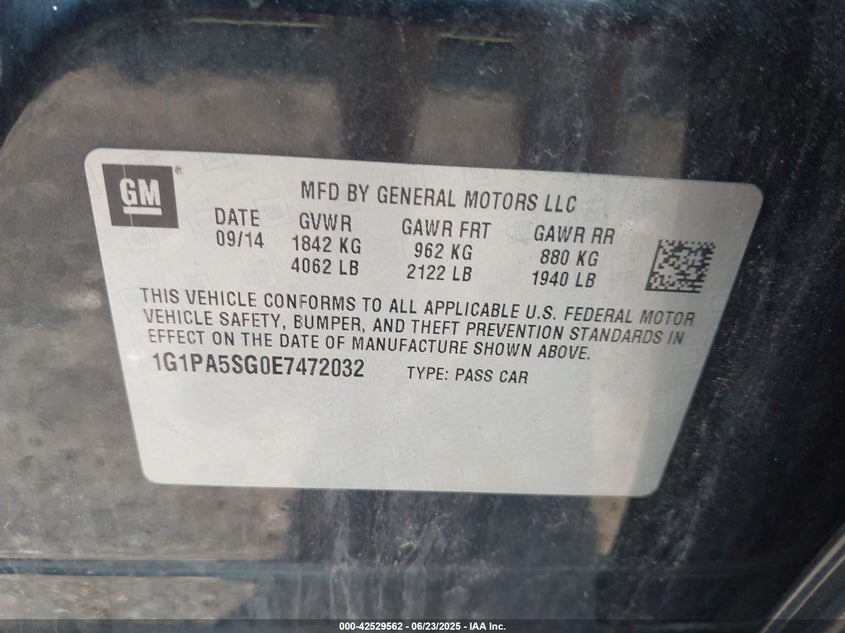 GM
MFD BY GENERAL MOTORS LLC
DATE GVWR GAWR FRT GAWR RR
09/14 1842 KG 962 KG 880 KG
4062 LB 2122 LB 1940 LB
THIS VEHICLE CONFORMS TO ALL APPLICABLE U.S. FEDERAL MOTOR
VEHICLE SAFETY, BUMPER, AND THEFT PREVENTION STANDARDS IN
EFFECT ON THE DATE OF MANUFACTURE SHOWN ABOVE.
1G1PA5SG0E7472032 TYPE: PASS CAR
000-42529562 - 06/23/2025 - IAA Inc.